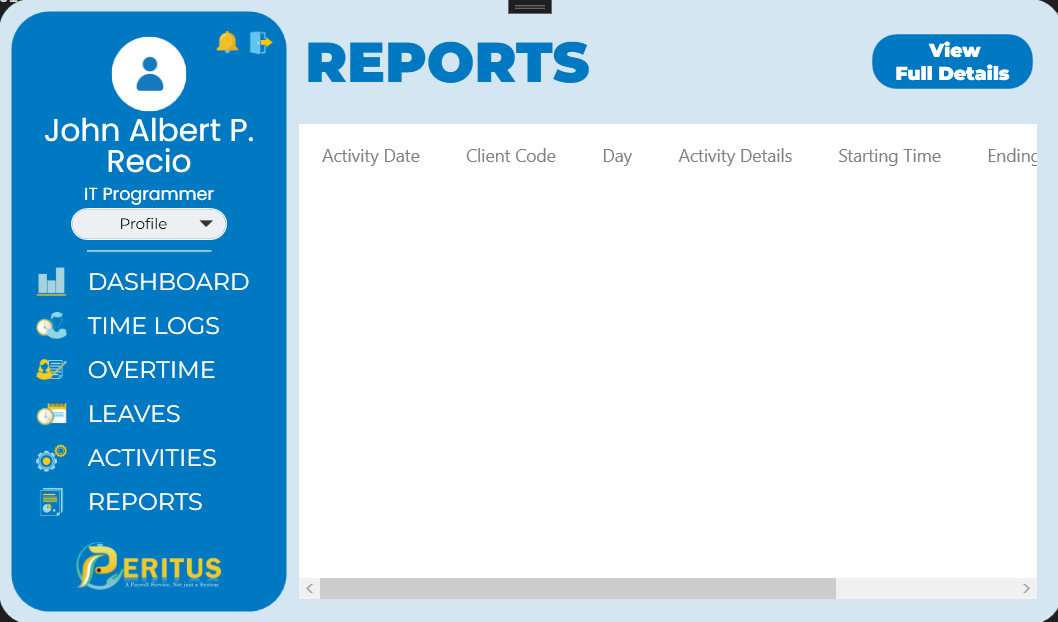 John Albert P.
Recio
IT Programmer
Profile
DASHBOARD
TIME LOGS
OVERTIME
LEAVES
ACTIVITIES
REPORTS
PERITUS
A Payroll Service, Not just a System
REPORTS
View
Full Details
Activity Date Client Code Day Activity Details Starting Time Ending